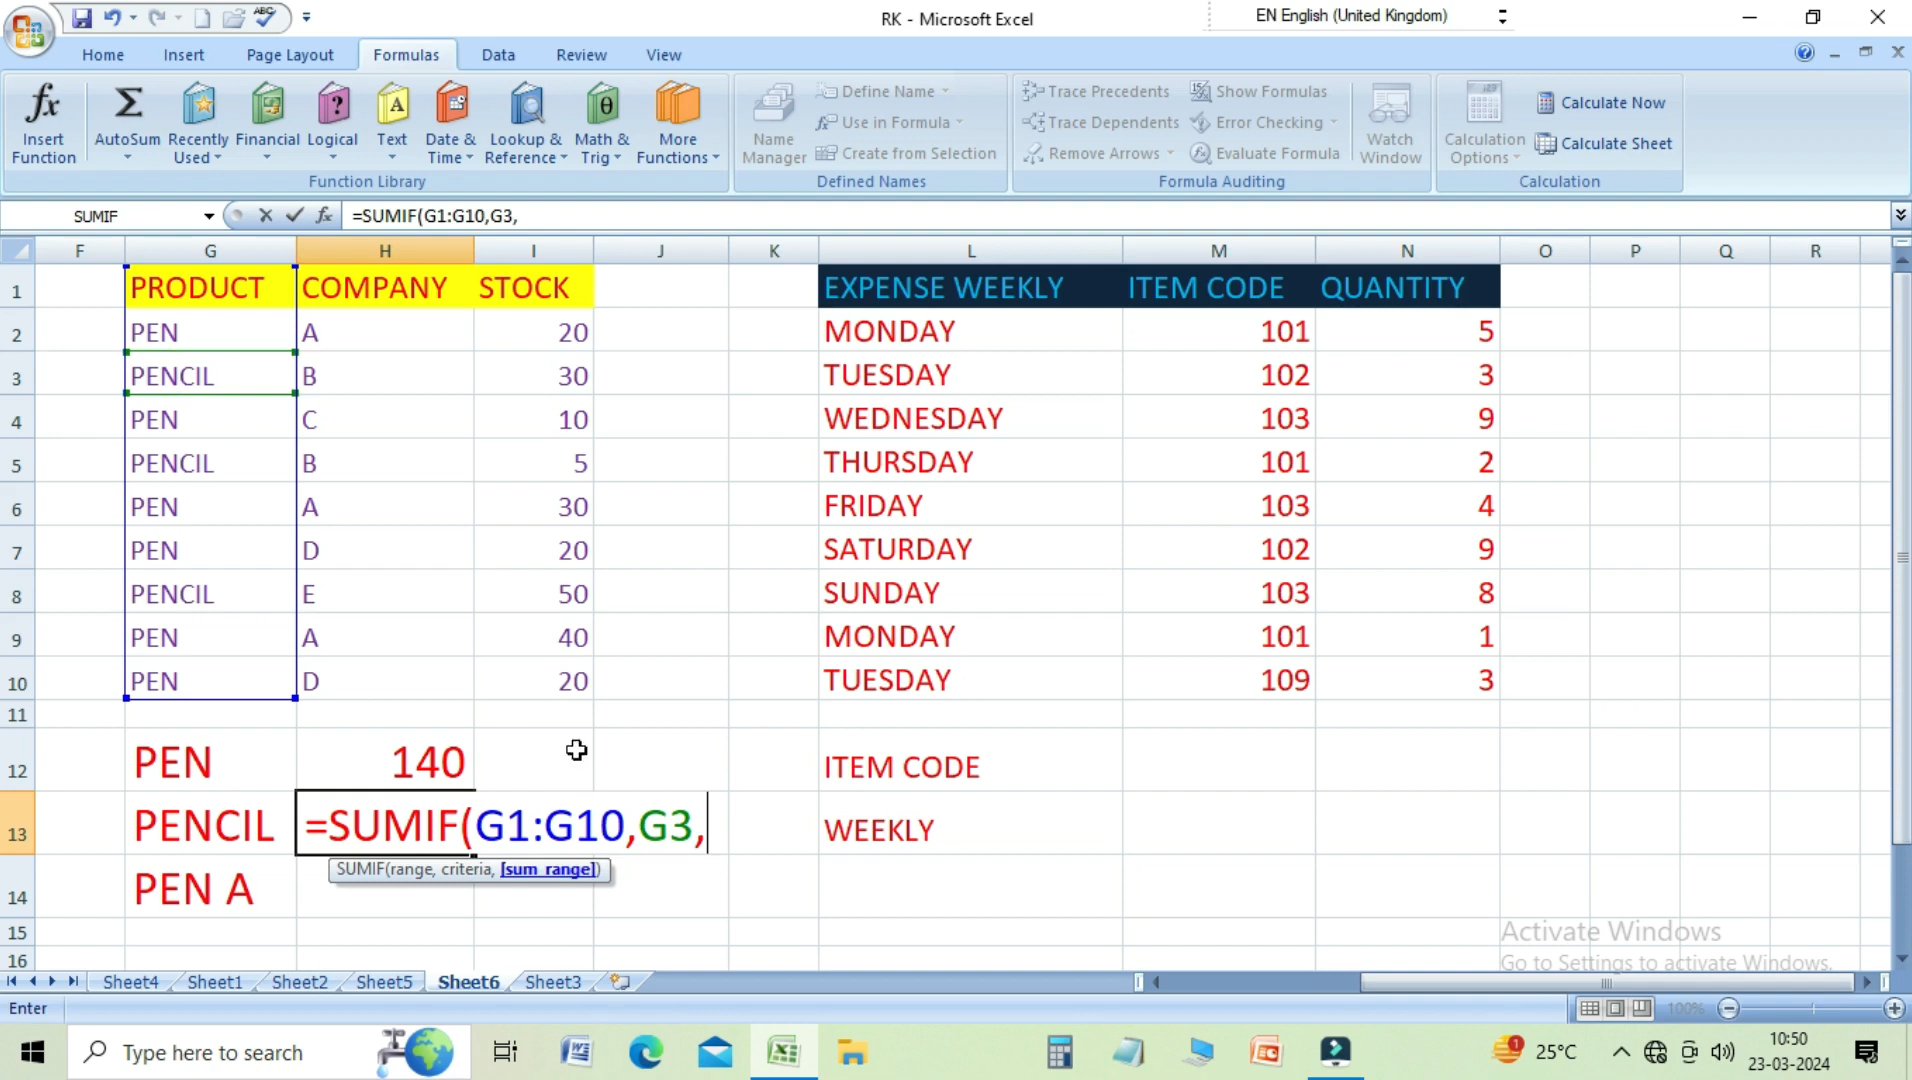 RK - Microsoft Excel
EN English (United Kingdom)
Home Insert Page Layout Formulas Data Review View
Insert Function
AutoSum
Recently Used
Financial
Logical
Text
Date & Time
Lookup & Reference
Math & Trig
More Functions
Function Library
Name Manager
Define Name
Use in Formula
Create from Selection
Defined Names
Trace Precedents
Trace Dependents
Remove Arrows
Show Formulas
Error Checking
Evaluate Formula
Formula Auditing
Watch Window
Calculation Options
Calculate Now
Calculate Sheet
Calculation
SUMIF =SUMIF(G1:G10,G3,
F G H I J K L M N O P Q R
1 PRODUCT COMPANY STOCK EXPENSE WEEKLY ITEM CODE QUANTITY
2 PEN A 20 MONDAY 101 5
3 PENCIL B 30 TUESDAY 102 3
4 PEN C 10 WEDNESDAY 103 9
5 PENCIL B 5 THURSDAY 101 2
6 PEN A 30 FRIDAY 103 4
7 PEN D 20 SATURDAY 102 9
8 PENCIL E 50 SUNDAY 103 8
9 PEN A 40 MONDAY 101 1
10 PEN D 20 TUESDAY 109 3
11
12 PEN 140 ITEM CODE
13 PENCIL =SUMIF(G1:G10,G3, WEEKLY
SUMIF(range, criteria, [sum_range])
14 PEN A
15
16
Activate Windows
Go to Settings to activate Windows.
Sheet4 Sheet1 Sheet2 Sheet5 Sheet6 Sheet3
Enter 100%
Type here to search
25°C
10:50
23-03-2024